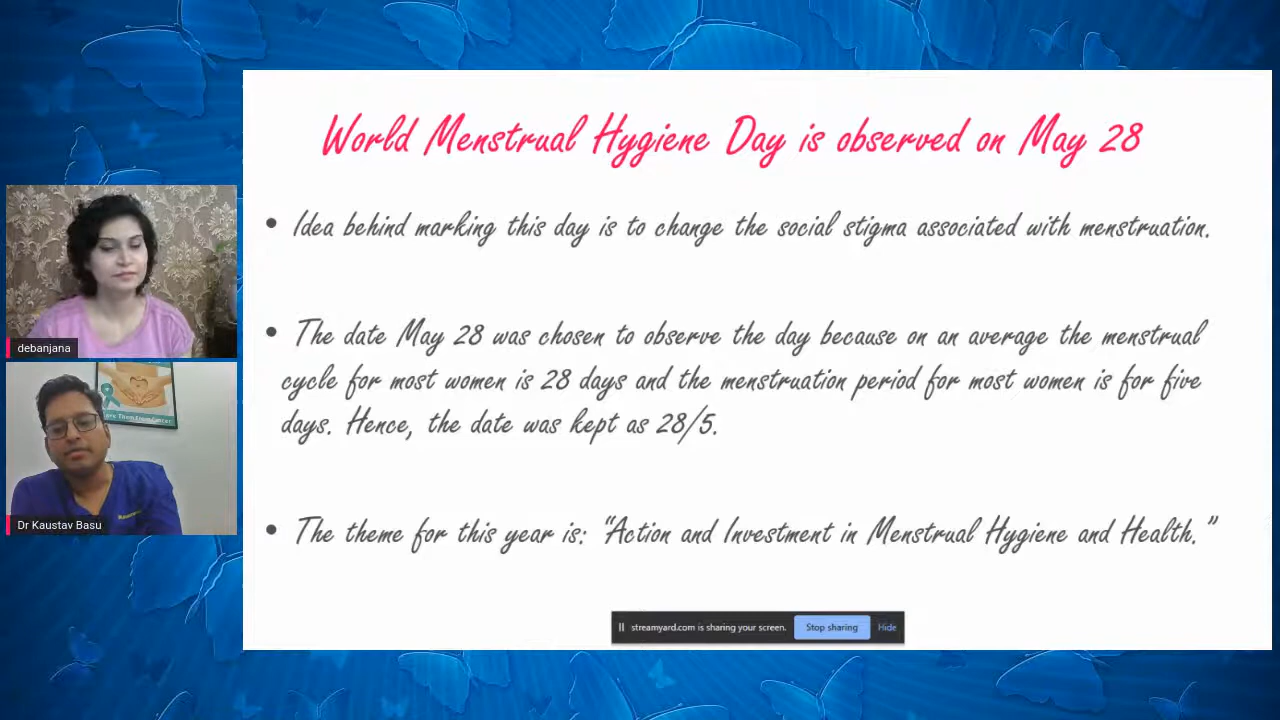 World Menstrual Hygiene Day is observed on May 28
• Idea behind marking this day is to change the social stigma associated with menstruation.
• The date May 28 was chosen to observe the day because on an average the menstrual
cycle for most women is 28 days and the menstruation period for most women is for five
days. Hence, the date was kept as 28/5.
• The theme for this year is: “Action and Investment in Menstrual Hygiene and Health.”
debanjana
Dr Kaustav Basu
streamyard.com is sharing your screen. Stop sharing Hide